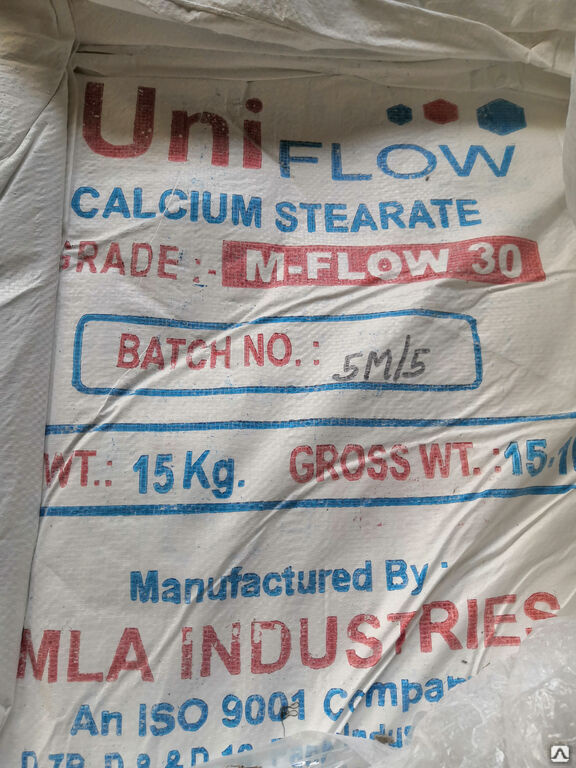 Uni FLOW
CALCIUM STEARATE
GRADE :- M-FLOW 30
BATCH NO. : 5M/5
WT.: 15 Kg. GROSS WT. : 15.1
Manufactured By :
MLA INDUSTRIES
An ISO 9001 Compan